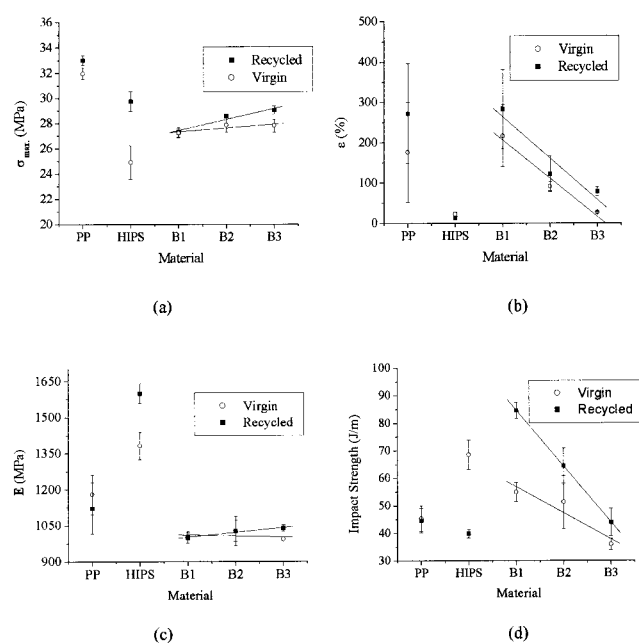 36
34
32
30
28
26
24
22
20
σ max. (MPa)
Recycled
Virgin
PP HIPS B1 B2 B3
Material
(a)
500
400
300
200
100
0
ε (%)
Virgin
Recycled
PP HIPS B1 B2 B3
Material
(b)
1650
1500
1350
1200
1050
900
E (MPa)
Virgin
Recycled
PP HIPS B1 B2 B3
Material
(c)
100
90
80
70
60
50
40
30
Impact Strength (J/m)
Virgin
Recycled
PP HIPS B1 B2 B3
Material
(d)